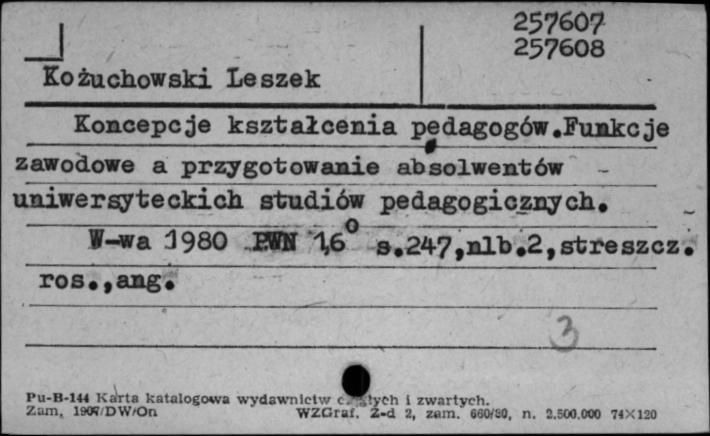 257607
257608
Kożuchowski Leszek
Koncepcje kształcenia pedagogów.Funkcje
zawodowe a przygotowanie absolwentów -
uniwersyteckich studiów pedagogicznych.
W-wa 1980 PWN 16° s.247,nlb.2,streszcz.
ros.,ang.
3
Pu-B-144 Karta katalogowa wydawnictw i zwartych.
Zam. DW/On WZGraf. Z-d 2, zam. 660/80, n. 2.500.000 74×120